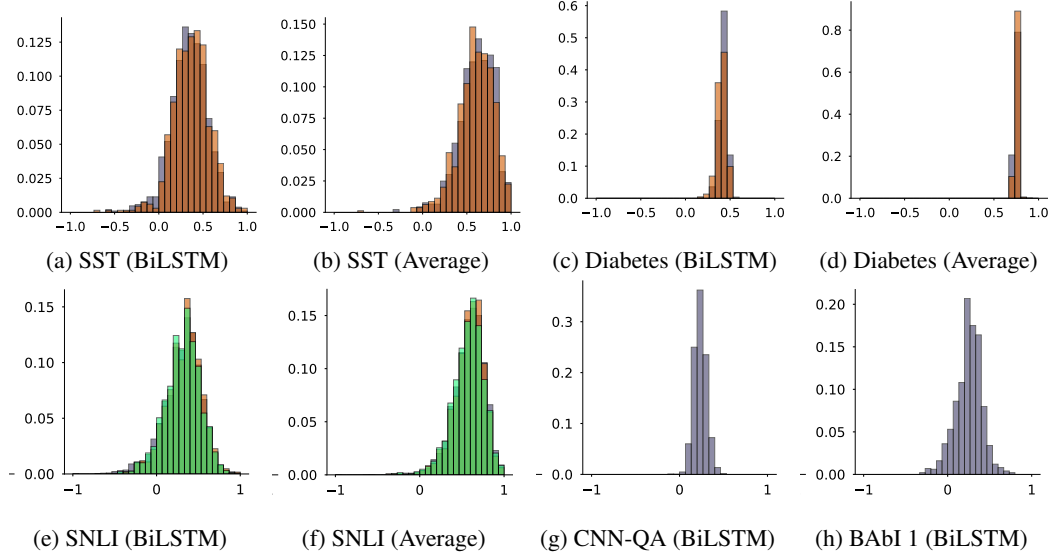 0.125
0.100
0.075
0.050
0.025
0.000
−1.0 −0.5 0.0 0.5 1.0
(a) SST (BiLSTM)
0.150
0.125
0.100
0.075
0.050
0.025
0.000
−1.0 −0.5 0.0 0.5 1.0
(b) SST (Average)
0.6
0.5
0.4
0.3
0.2
0.1
0.0
−1.0 −0.5 0.0 0.5 1.0
(c) Diabetes (BiLSTM)
0.8
0.6
0.4
0.2
0.0
−1.0 −0.5 0.0 0.5 1.0
(d) Diabetes (Average)
0.15
0.10
0.05
0.00
−1 0 1
(e) SNLI (BiLSTM)
0.15
0.10
0.05
0.00
−1 0 1
(f) SNLI (Average)
0.3
0.2
0.1
0.0
−1 0 1
(g) CNN-QA (BiLSTM)
0.20
0.15
0.10
0.05
0.00
−1 0 1
(h) BAbI 1 (BiLSTM)